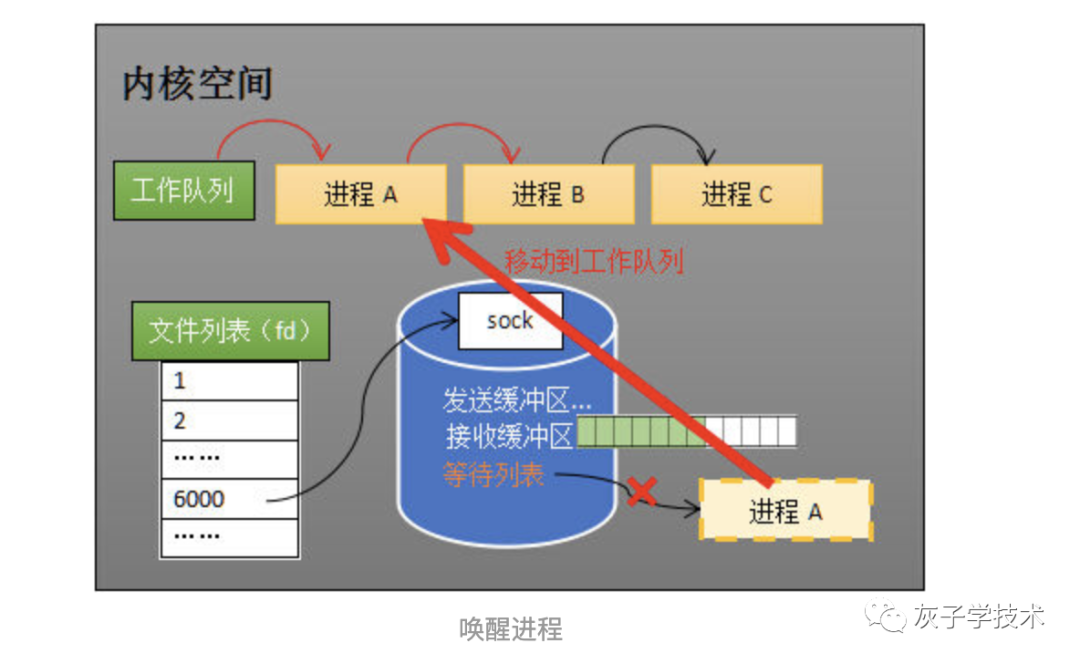 内核空间
工作队列
进程 A
进程 B
进程 C
移动到工作队列
文件列表（fd）
1
2
……
6000
……
sock
发送缓冲区...
接收缓冲区
等待列表
进程 A
唤醒进程
灰子学技术